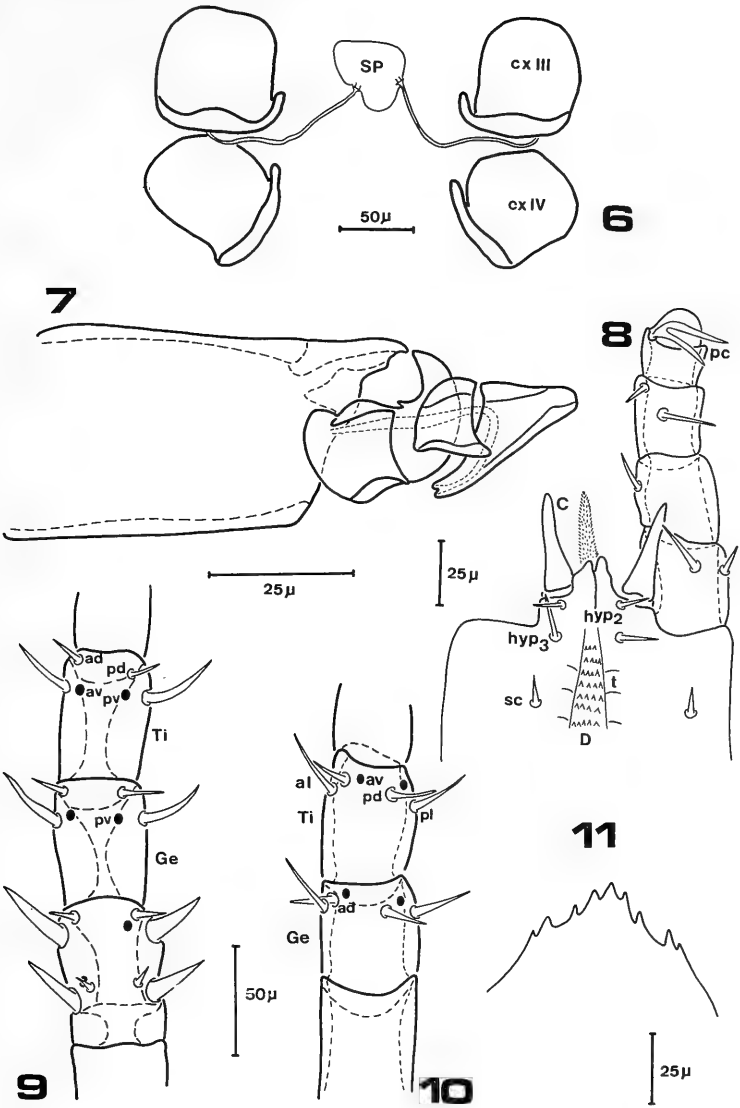 SP
cx III
cx IV
50µ
6
7
8
pc
C
hyp2
hyp3
t
sc
D
25µ
25µ
ad
pd
av
pv
Ti
pv
Ge
50µ
9
al
av
Ti
pd
pl
ad
Ge
10
11
25µ